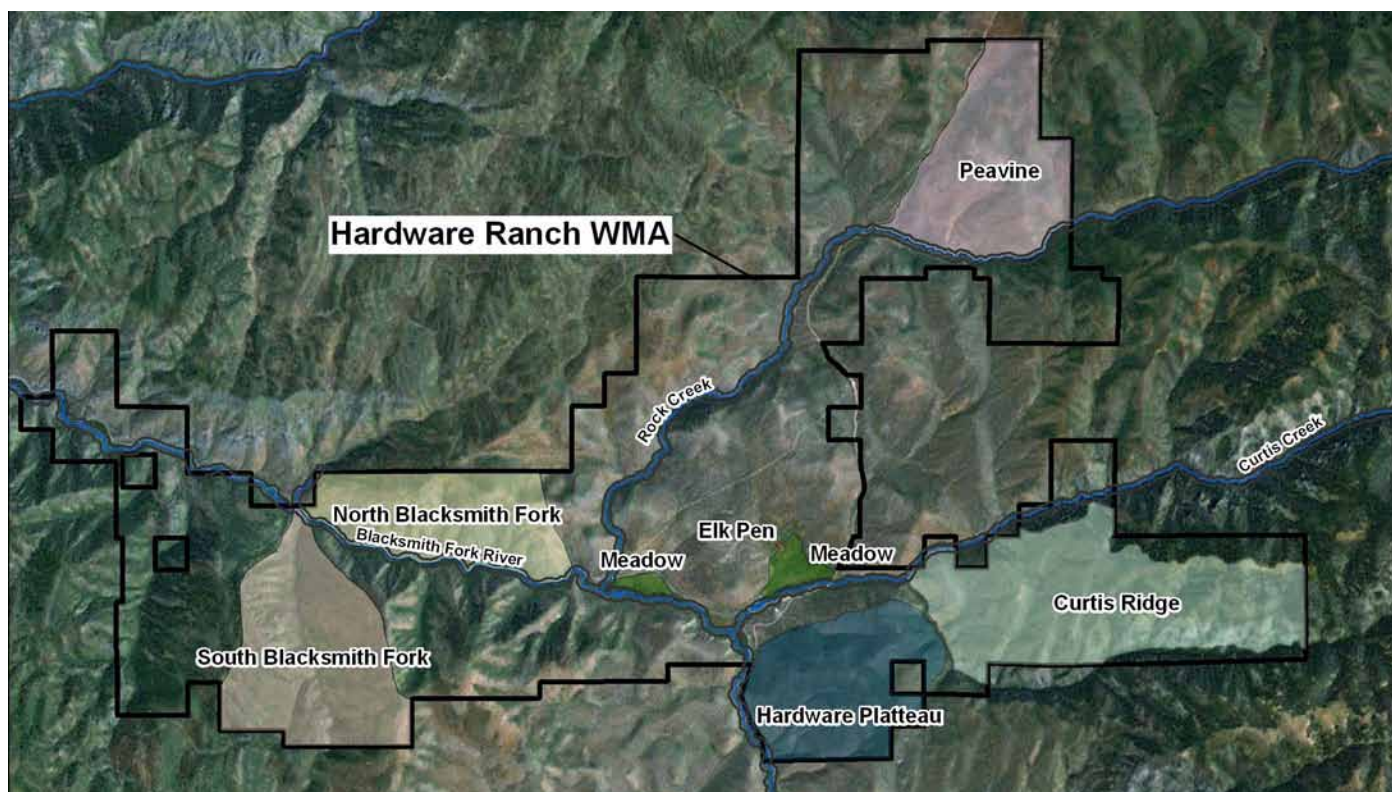 Peavine
Hardware Ranch WMA
Rock Creek
Curtis Creek
North Blacksmith Fork
Elk Pen
Blacksmith Fork River
Meadow
Meadow
Curtis Ridge
South Blacksmith Fork
Hardware Platteau